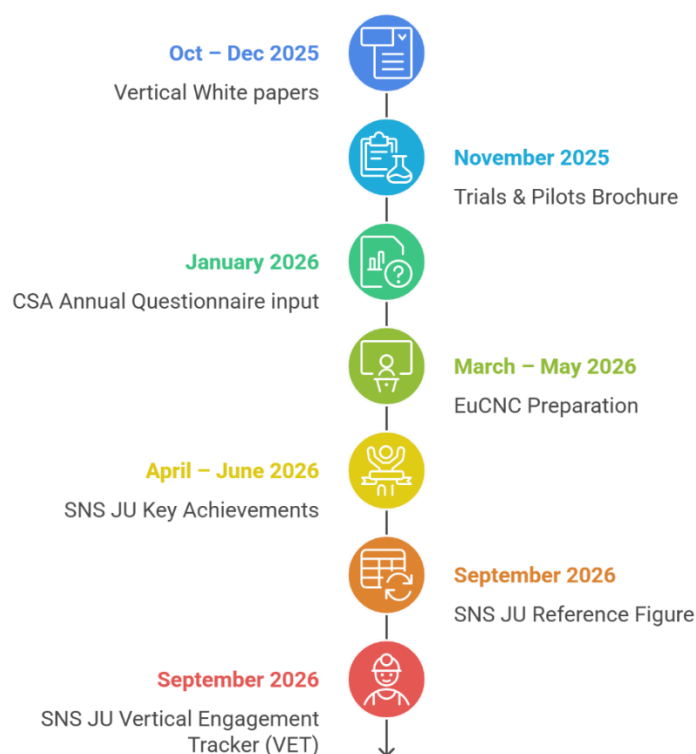 Oct – Dec 2025
Vertical White papers
November 2025
Trials & Pilots Brochure
January 2026
CSA Annual Questionnaire input
March – May 2026
EuCNC Preparation
April – June 2026
SNS JU Key Achievements
September 2026
SNS JU Reference Figure
September 2026
SNS JU Vertical Engagement
Tracker (VET)